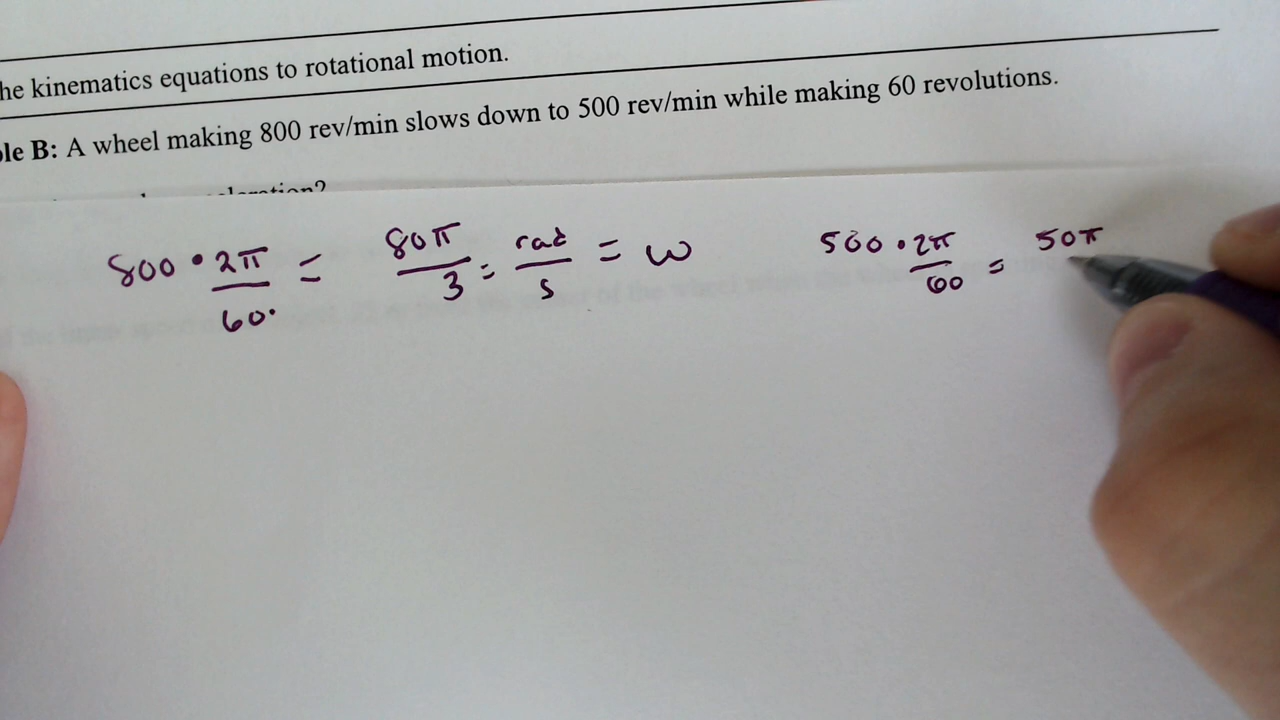 he kinematics equations to rotational motion.
le B: A wheel making 800 rev/min slows down to 500 rev/min while making 60 revolutions.
800 • 2π / 60 = 80π / 3 = rad / s = ω
500 • 2π / 60 = 50π